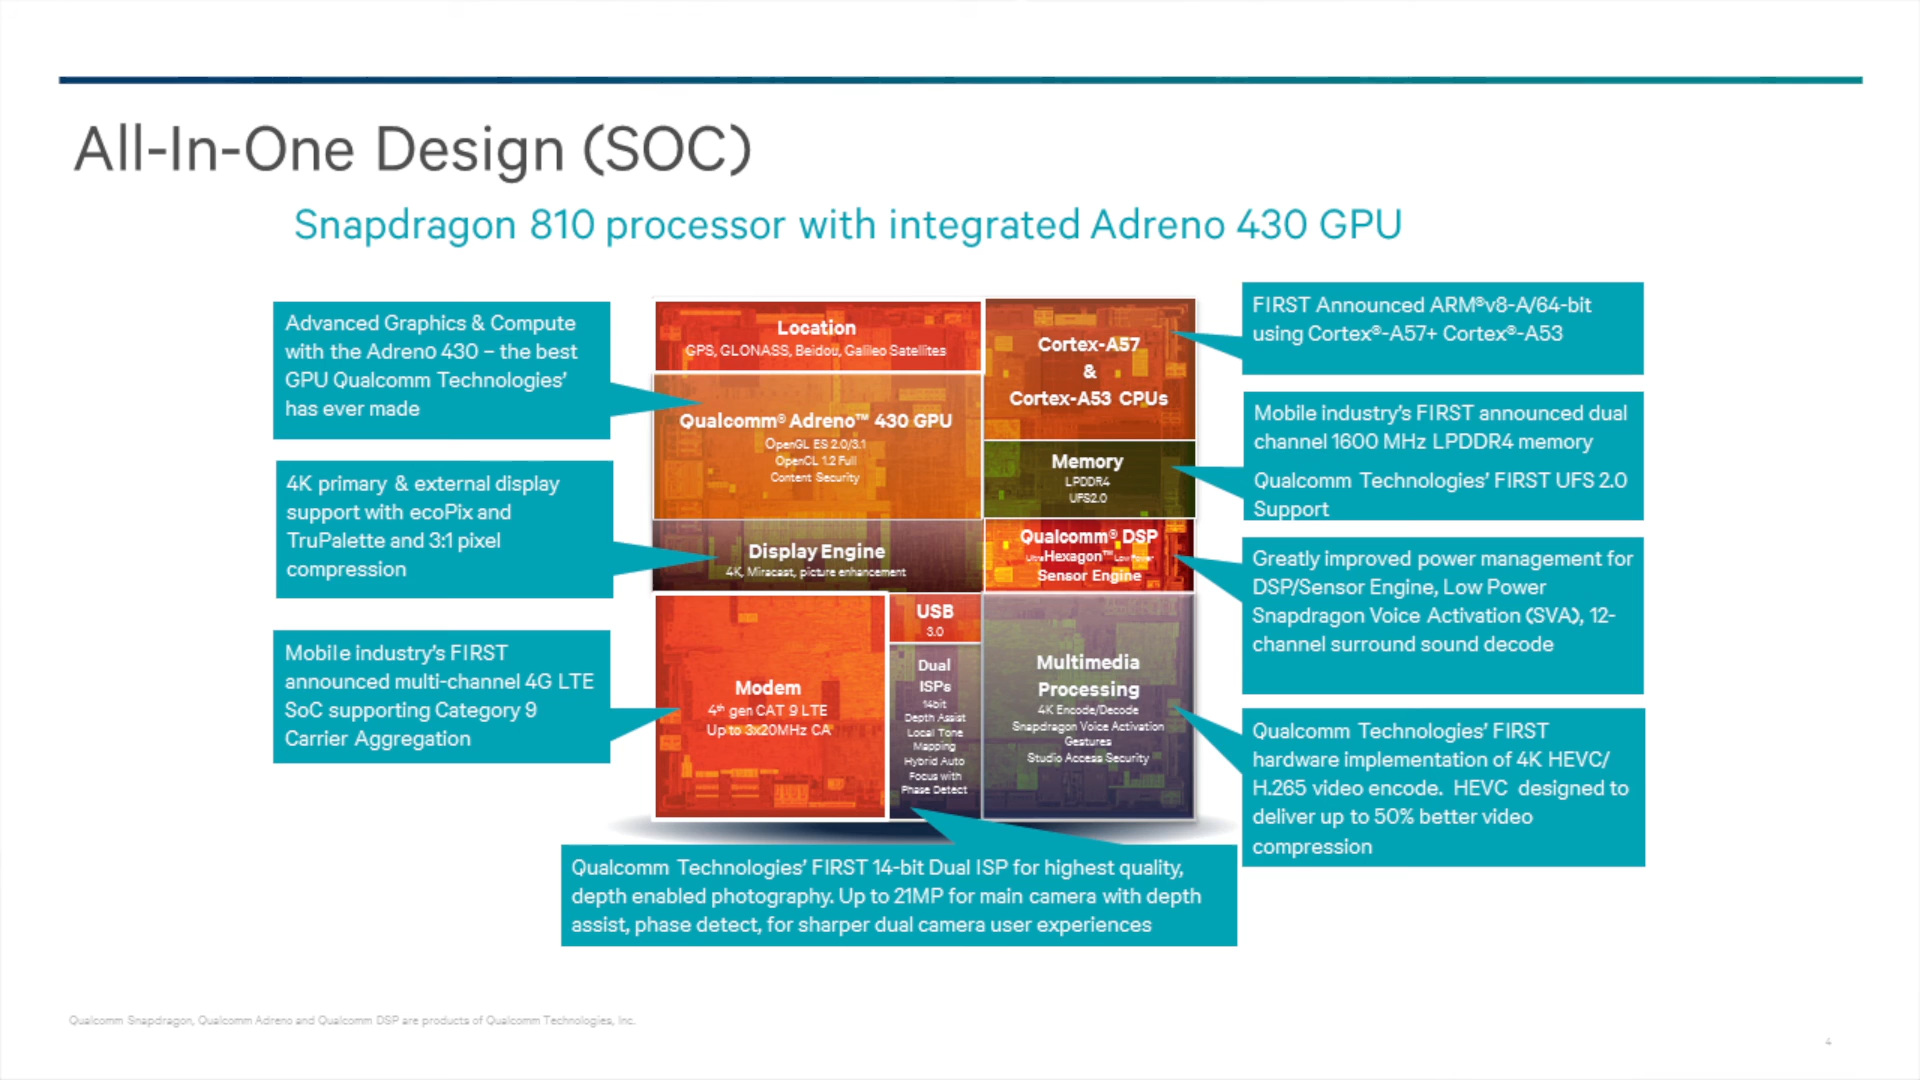 All-In-One Design (SOC)
Snapdragon 810 processor with integrated Adreno 430 GPU
Advanced Graphics & Compute
with the Adreno 430 – the best
GPU Qualcomm Technologies'
has ever made
4K primary & external display
support with ecoPix and
TruPalette and 3:1 pixel
compression
Mobile industry's FIRST
announced multi-channel 4G LTE
SoC supporting Category 9
Carrier Aggregation
Location
GPS, GLONASS, Beidou, Galileo Satellites
Qualcomm® Adreno™ 430 GPU
OpenGL ES 2.0/3.1
OpenCL 1.2 Full
Content Security
Display Engine
4K, Miracast, picture enhancement
Modem
4th gen CAT 9 LTE
Up to 3x20MHz CA
USB
3.0
Dual
ISPs
14bit
Depth Assist
Local Tone
Mapping
Hybrid Auto
Focus with
Phase Detect
Cortex-A57
&
Cortex-A53 CPUs
Memory
LPDDR4
UFS2.0
Qualcomm® DSP
Ultra Hexagon™ Low Power
Sensor Engine
Multimedia
Processing
4K Encode/Decode
Snapdragon Voice Activation
Gestures
Studio Access Security
FIRST Announced ARM®v8-A/64-bit
using Cortex®-A57+ Cortex®-A53
Mobile industry's FIRST announced dual
channel 1600 MHz LPDDR4 memory
Qualcomm Technologies' FIRST UFS 2.0
Support
Greatly improved power management for
DSP/Sensor Engine, Low Power
Snapdragon Voice Activation (SVA), 12-
channel surround sound decode
Qualcomm Technologies' FIRST
hardware implementation of 4K HEVC/
H.265 video encode. HEVC designed to
deliver up to 50% better video
compression
Qualcomm Technologies' FIRST 14-bit Dual ISP for highest quality,
depth enabled photography. Up to 21MP for main camera with depth
assist, phase detect, for sharper dual camera user experiences
Qualcomm Snapdragon, Qualcomm Adreno and Qualcomm DSP are products of Qualcomm Technologies, Inc.
4